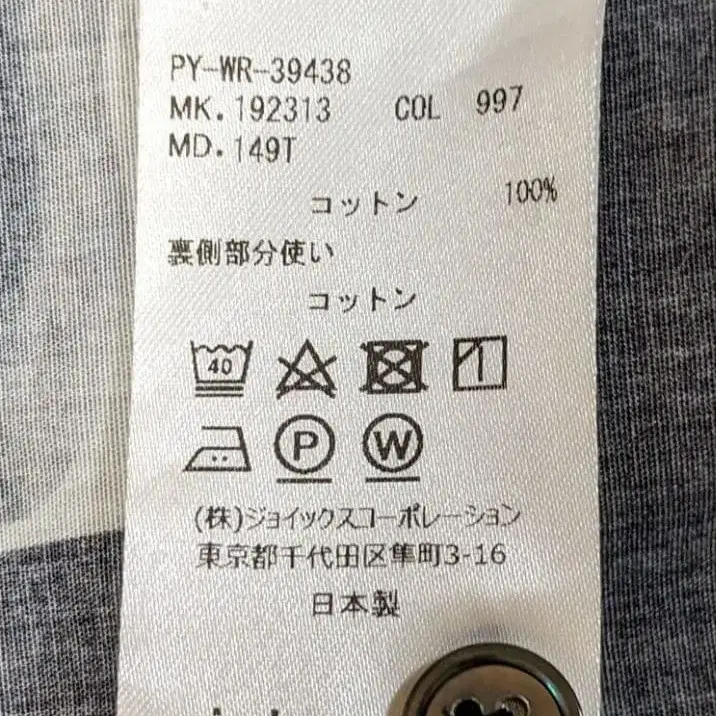 PY-WR-39438
MK.192313 COL 997
MD.149T
コットン 100%
裏側部分使い
コットン
40
P W
(株)ジョイックスコーポレーション
東京都千代田区隼町3-16
日本製